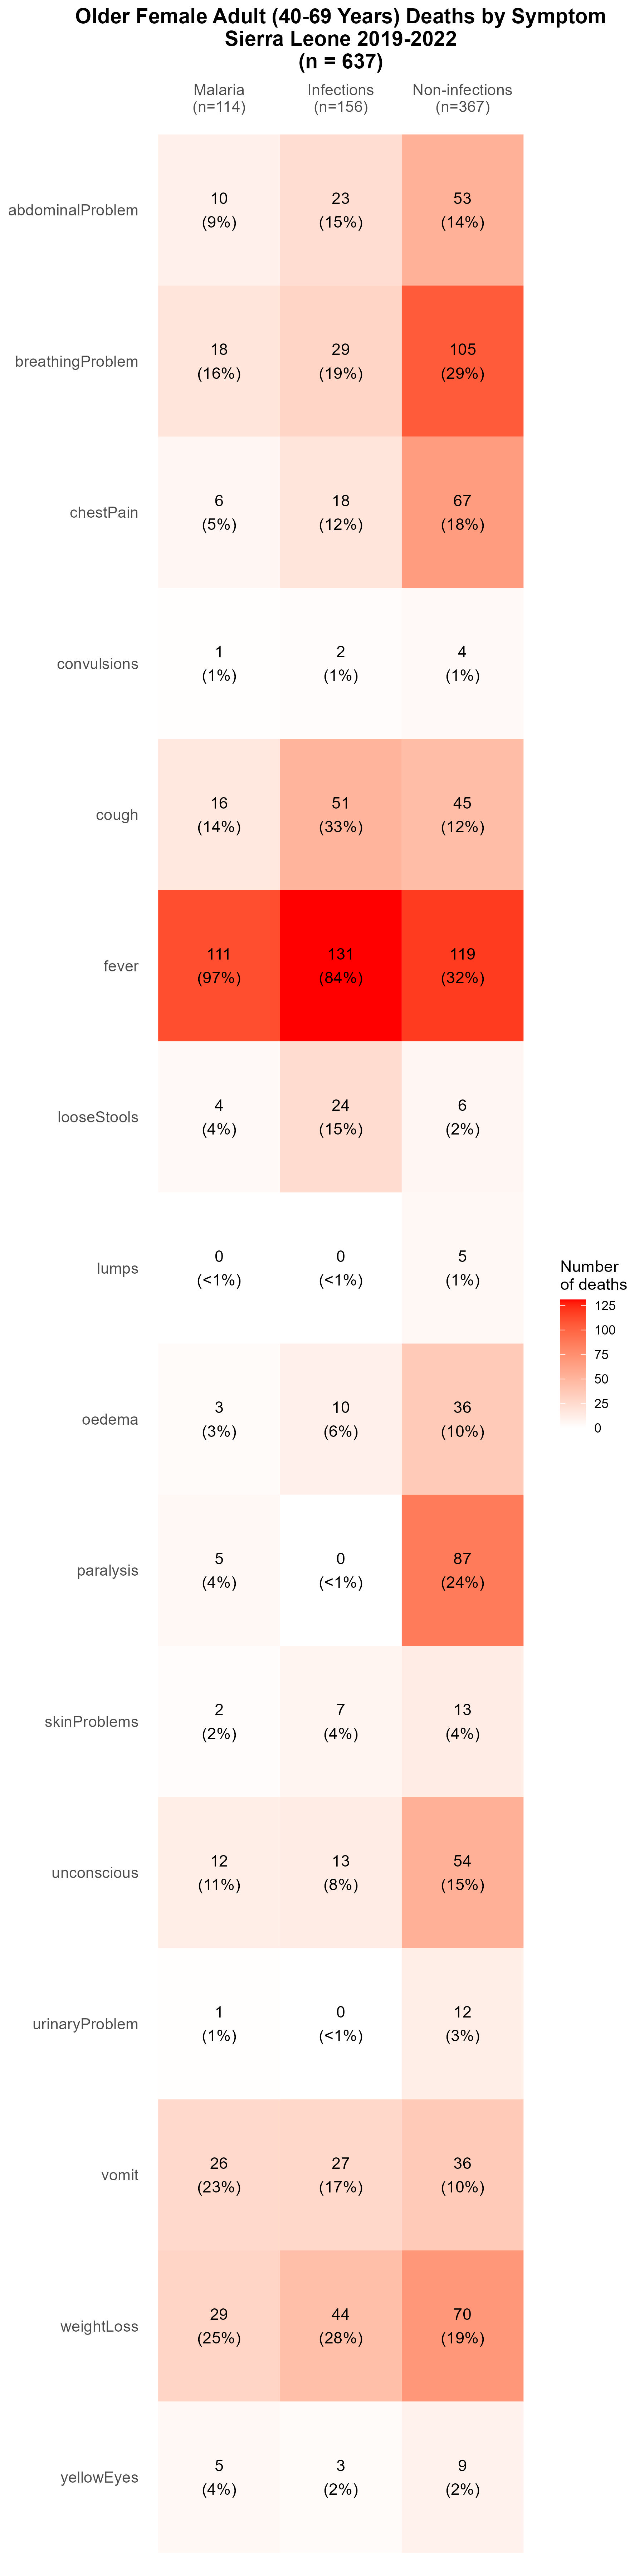 Older Female Adult (40-69 Years) Deaths by Symptom
Sierra Leone 2019-2022
(n = 637)
Malaria Infections Non-infections
(n=114) (n=156) (n=367)
abdominalProblem
10 23 53
(9%) (15%) (14%)
breathingProblem
18 29 105
(16%) (19%) (29%)
chestPain
6 18 67
(5%) (12%) (18%)
convulsions
1 2 4
(1%) (1%) (1%)
cough
16 51 45
(14%) (33%) (12%)
fever
111 131 119
(97%) (84%) (32%)
looseStools
4 24 6
(4%) (15%) (2%)
lumps
0 0 5
(<1%) (<1%) (1%)
Number
of deaths
125
100
75
50
25
0
oedema
3 10 36
(3%) (6%) (10%)
paralysis
5 0 87
(4%) (<1%) (24%)
skinProblems
2 7 13
(2%) (4%) (4%)
unconscious
12 13 54
(11%) (8%) (15%)
urinaryProblem
1 0 12
(1%) (<1%) (3%)
vomit
26 27 36
(23%) (17%) (10%)
weightLoss
29 44 70
(25%) (28%) (19%)
yellowEyes
5 3 9
(4%) (2%) (2%)